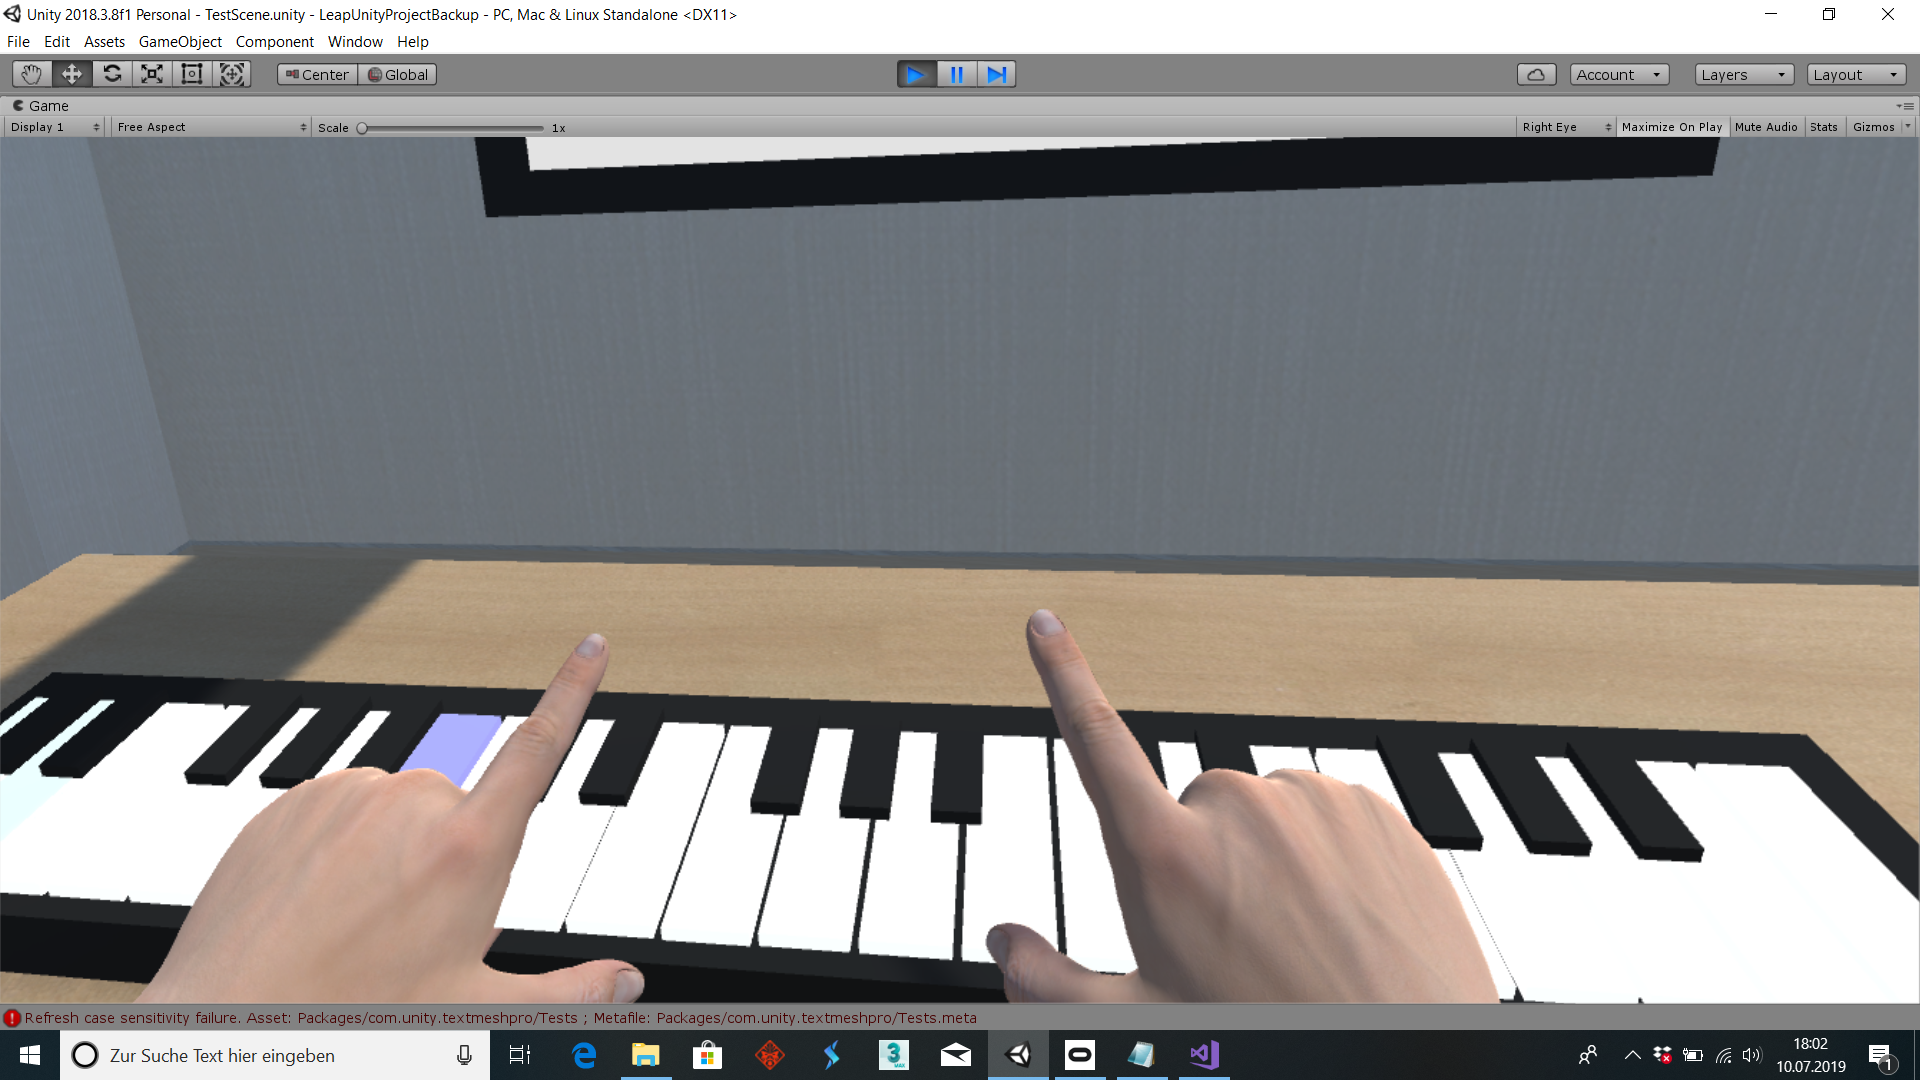 Unity 2018.3.8f1 Personal - TestScene.unity - LeapUnityProjectBackup - PC, Mac & Linux Standalone <DX11>
File Edit Assets GameObject Component Window Help
Center Global Account Layers Layout
Game
Display 1 Free Aspect Scale 1x Right Eye Maximize On Play Mute Audio Stats Gizmos
Refresh case sensitivity failure. Asset: Packages/com.unity.textmeshpro/Tests ; Metafile: Packages/com.unity.textmeshpro/Tests.meta
Zur Suche Text hier eingeben
3
MAX
18:02
10.07.2019
1